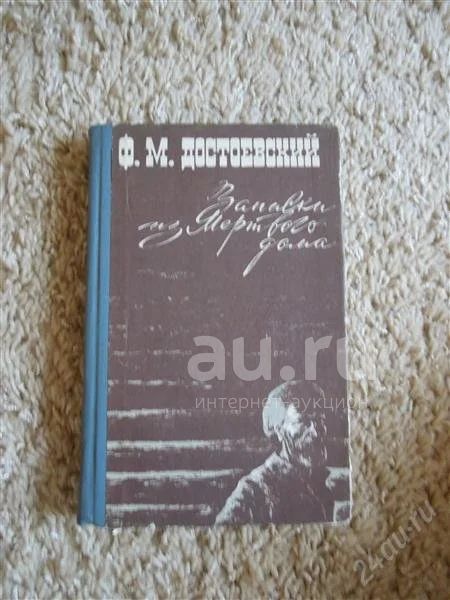 Ф. М. ДОСТОЕВСКИЙ
Записки
из Мертвого
дома
au.ru
интернет-аукцион
24au.ru